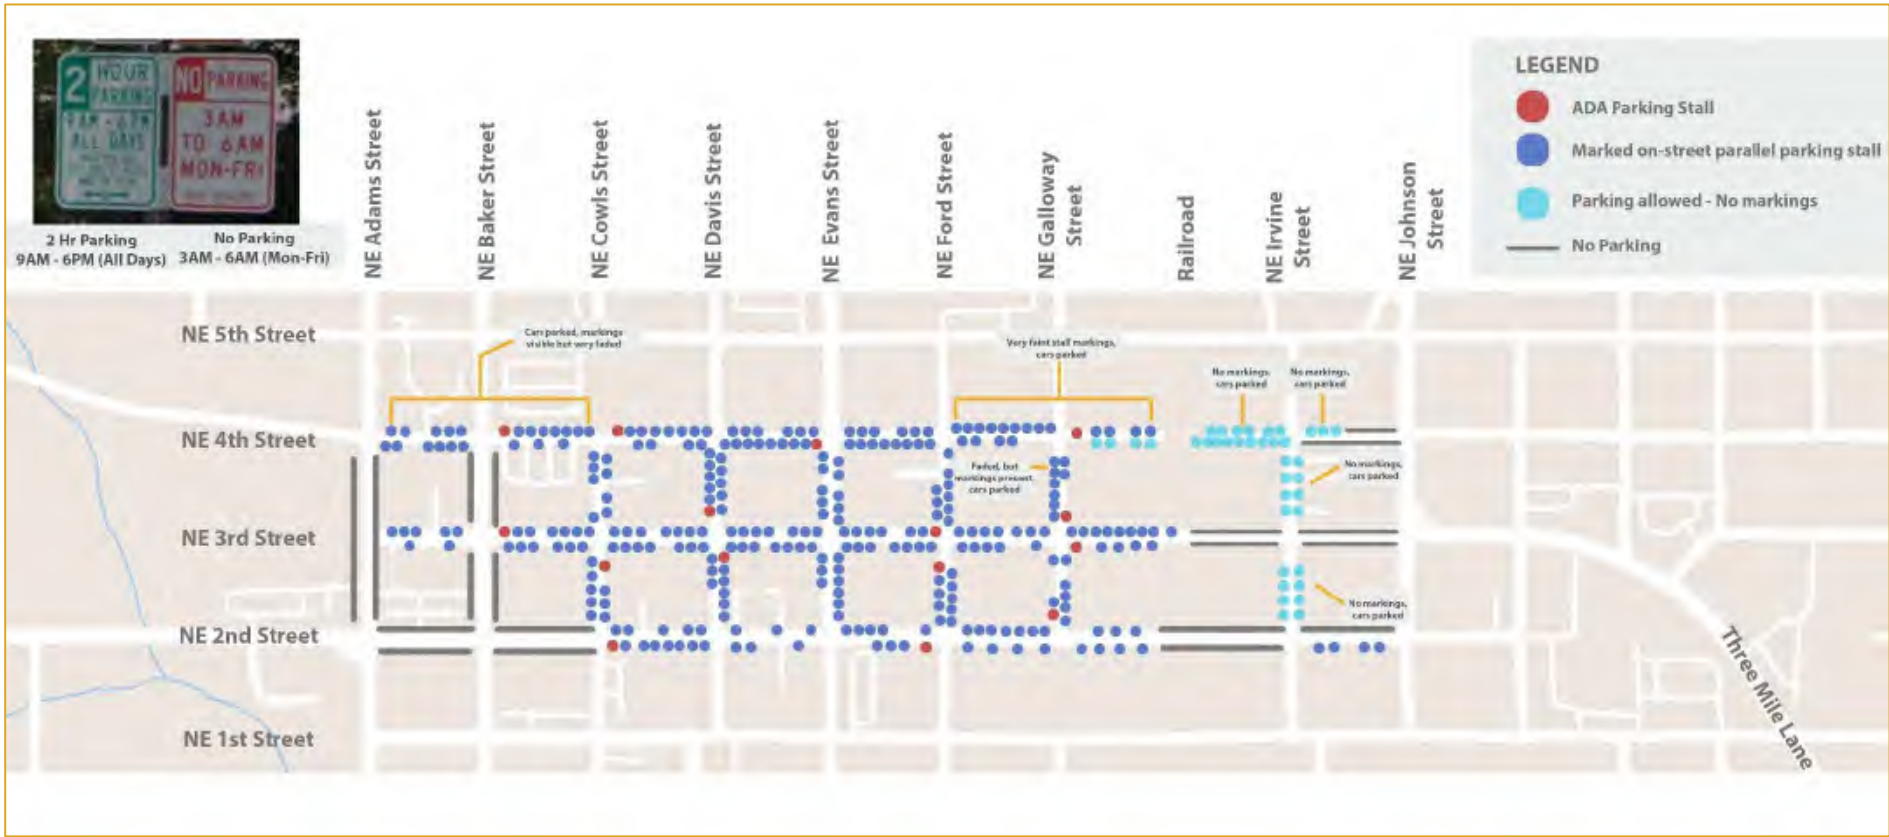 2 HOUR
PARKING
9AM - 6PM
ALL DAYS
NO PARKING
3AM
TO 6AM
MON-FRI
2 Hr Parking
9AM - 6PM (All Days)
No Parking
3AM - 6AM (Mon-Fri)
NE Adams Street
NE Baker Street
NE Cowls Street
NE Davis Street
NE Evans Street
NE Ford Street
NE Galloway
Street
Railroad
NE Irvine
Street
NE Johnson
Street
LEGEND
ADA Parking Stall
Marked on-street parallel parking stall
Parking allowed - No markings
No Parking
NE 5th Street
Cars parked, markings
visible but very faded
Very faint stall markings,
cars parked
No markings,
cars parked
No markings,
cars parked
NE 4th Street
Faded, but
markings present,
cars parked
No markings,
cars parked
NE 3rd Street
No markings,
cars parked
NE 2nd Street
Three Mile Lane
NE 1st Street